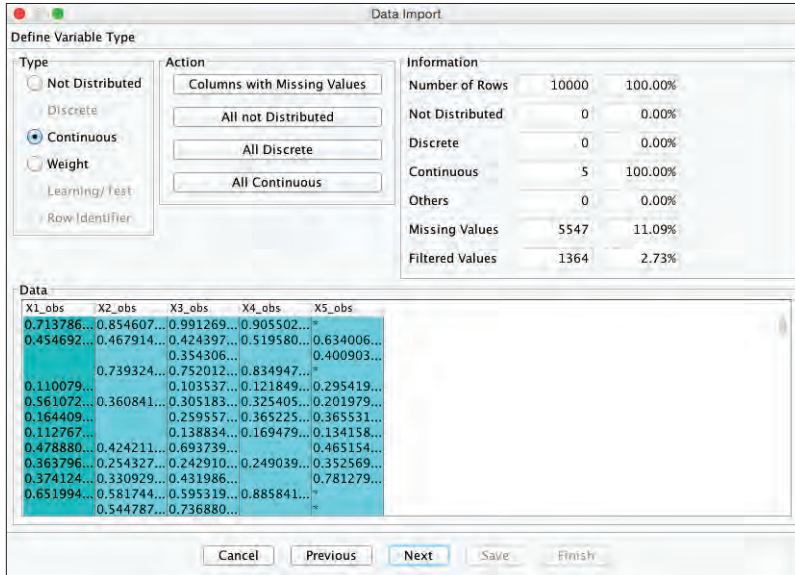 Data Import
Define Variable Type
Type
Not Distributed
Discrete
Continuous
Weight
Learning/Test
Row Identifier
Action
Columns with Missing Values
All not Distributed
All Discrete
All Continuous
Information
Number of Rows 10000 100.00%
Not Distributed 0 0.00%
Discrete 0 0.00%
Continuous 5 100.00%
Others 0 0.00%
Missing Values 5547 11.09%
Filtered Values 1364 2.73%
Data
X1_obs X2_obs X3_obs X4_obs X5_obs
0.713786... 0.854607... 0.991269... 0.905502... *
0.454692... 0.467914... 0.424397... 0.519580... 0.634006...
0.354306... 0.400903...
0.739324... 0.752012... 0.834947... *
0.110079... 0.103537... 0.121849... 0.295419...
0.561072... 0.360841... 0.305183... 0.325405... 0.201979...
0.164409... 0.259557... 0.365225... 0.365531...
0.112767... 0.138834... 0.169479... 0.134158...
0.478880... 0.424211... 0.693739... 0.465154...
0.363796... 0.254327... 0.242910... 0.249039... 0.352569...
0.374124... 0.330929... 0.431986... 0.781279...
0.651994... 0.581744... 0.595319... 0.885841... *
0.544787... 0.736880... *
Cancel Previous Next Save Finish